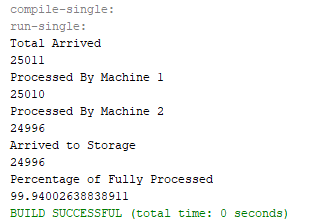 compile-single:
run-single:
Total Arrived
25011
Processed By Machine 1
25010
Processed By Machine 2
24996
Arrived to Storage
24996
Percentage of Fully Processed
99.94002638838911
BUILD SUCCESSFUL (total time: 0 seconds)